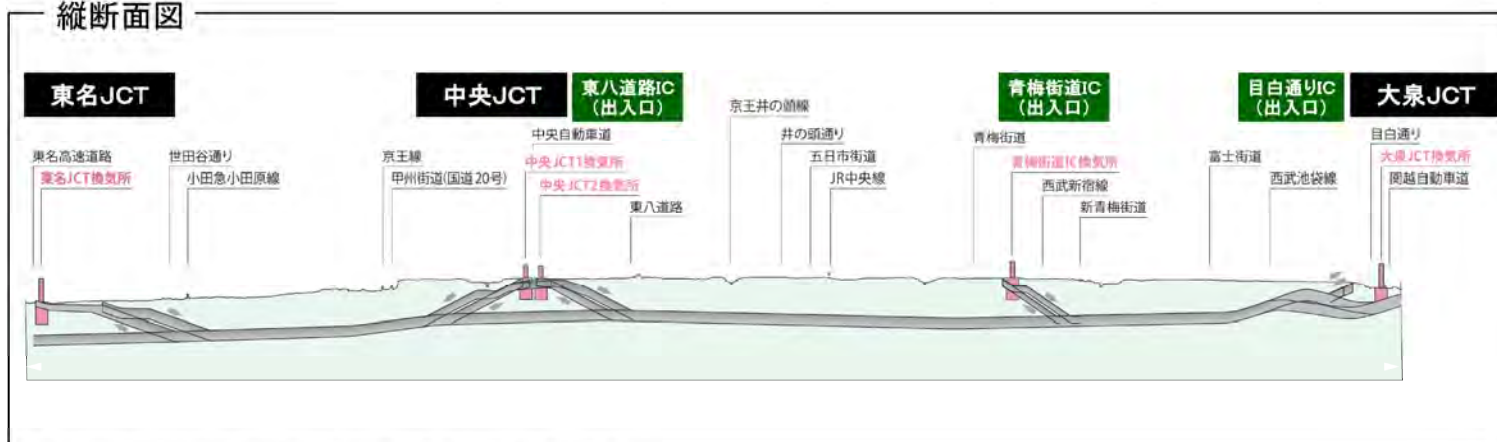 縦断面図
東名JCT
中央JCT
東八道路IC
(出入口)
青梅街道IC
(出入口)
目白通りIC
(出入口)
大泉JCT
東名高速道路
東名JCT換気所
世田谷通り
小田急小田原線
京王線
甲州街道(国道20号)
中央自動車道
中央JCT1換気所
中央JCT2換気所
東八道路
京王井の頭線
井の頭通り
五日市街道
JR中央線
青梅街道
青梅街道IC換気所
西武新宿線
新青梅街道
富士街道
西武池袋線
目白通り
大泉JCT換気所
関越自動車道